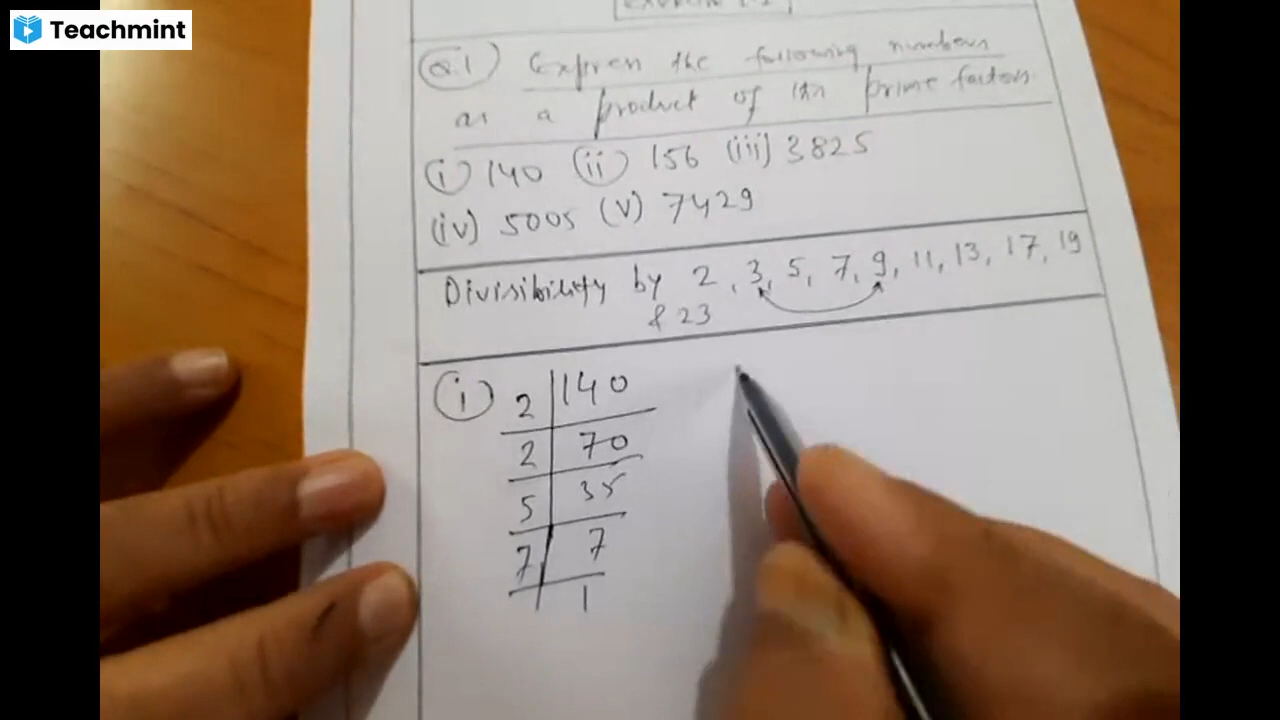 Teachmint
Q.1) Express the following numbers
as a product of its prime factors.
(i) 140 (ii) 156 (iii) 3825
(iv) 5005 (v) 7429
Divisibility by 2, 3, 5, 7, 9, 11, 13, 17, 19
& 23
(i) 2 | 140
2 | 70
5 | 35
7 | 7
1